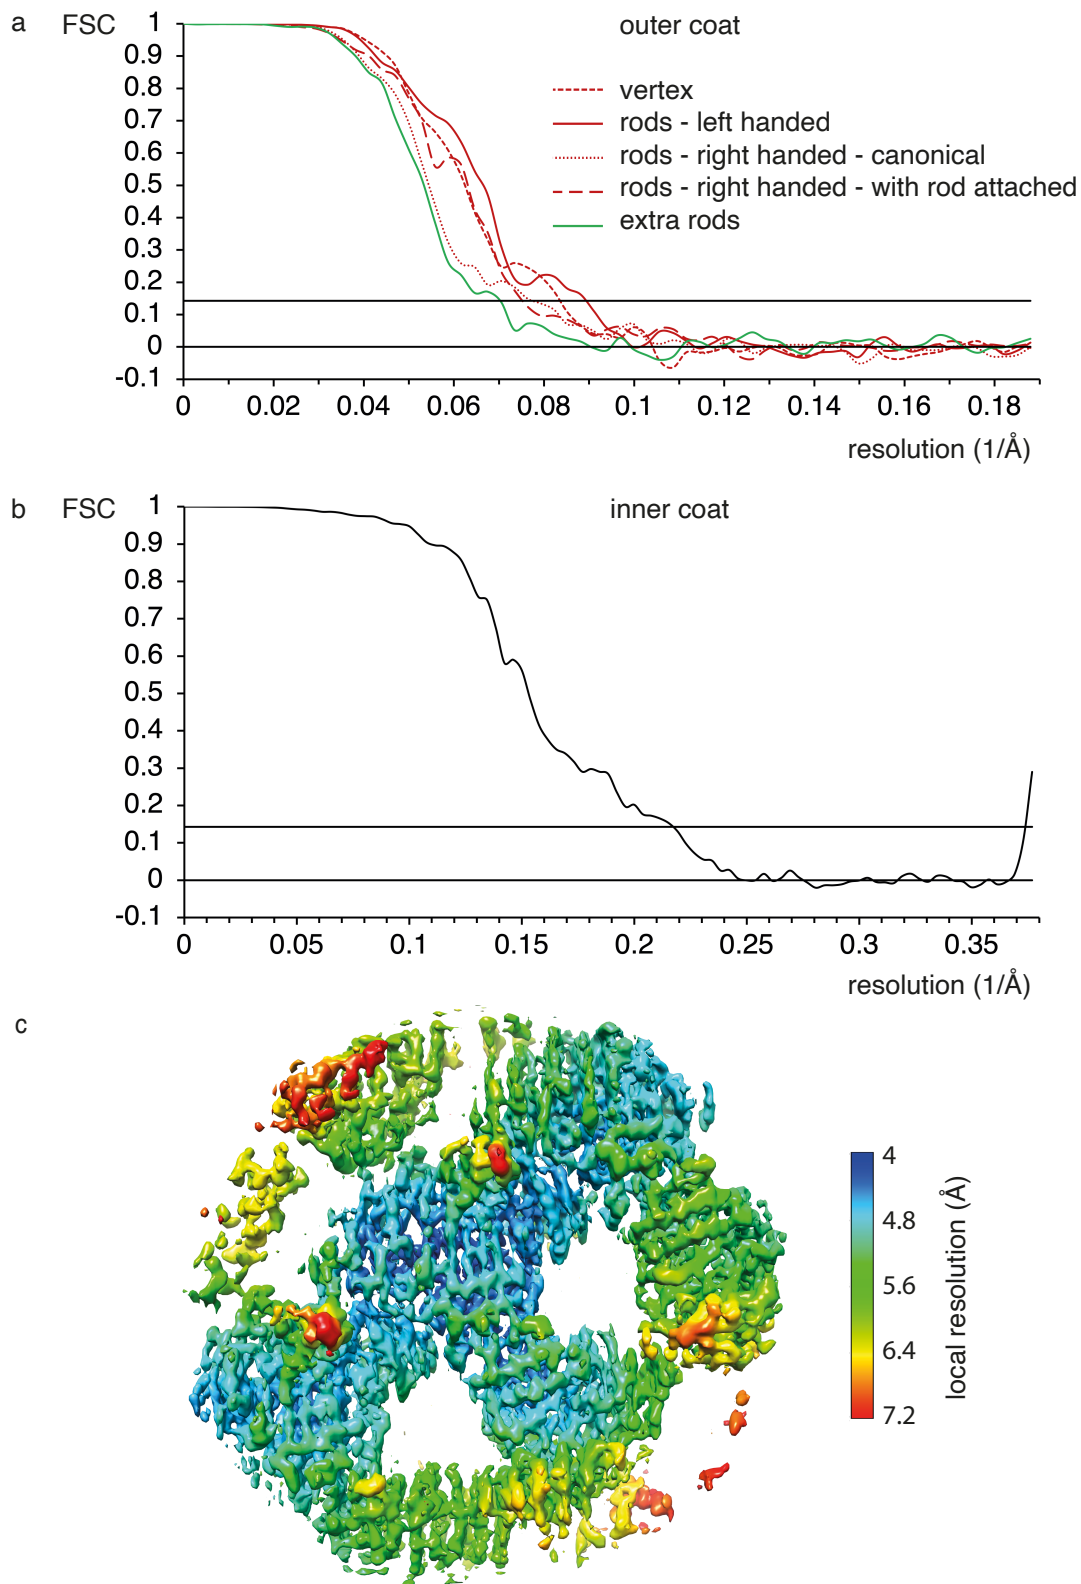 a FSC outer coat
1
0.9
0.8
0.7
0.6
0.5
0.4
0.3
0.2
0.1
0
-0.1
vertex
rods - left handed
rods - right handed - canonical
rods - right handed - with rod attached
extra rods
0 0.02 0.04 0.06 0.08 0.1 0.12 0.14 0.16 0.18
resolution (1/Å)
b FSC inner coat
1
0.9
0.8
0.7
0.6
0.5
0.4
0.3
0.2
0.1
0
-0.1
0 0.05 0.1 0.15 0.2 0.25 0.3 0.35
resolution (1/Å)
c
4
4.8
5.6
6.4
7.2
local resolution (Å)